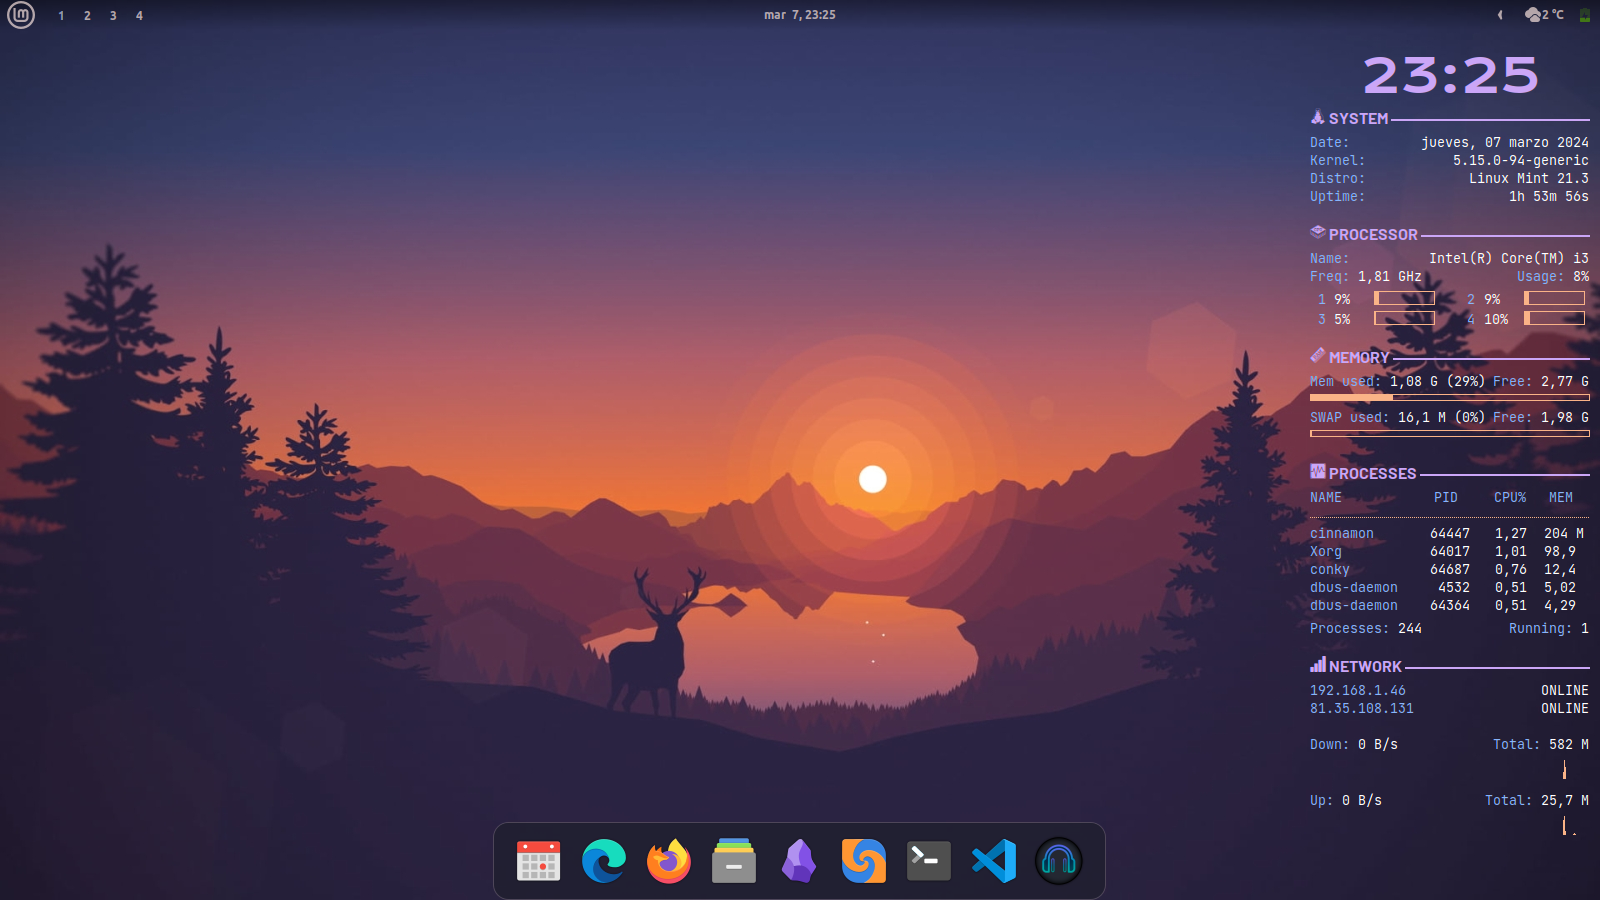 1 2 3 4
mar 7, 23:25
2 °C
23:25
SYSTEM
Date: jueves, 07 marzo 2024
Kernel: 5.15.0-94-generic
Distro: Linux Mint 21.3
Uptime: 1h 53m 56s
PROCESSOR
Name: Intel(R) Core(TM) i3
Freq: 1,81 GHz Usage: 8%
1 9% 2 9%
3 5% 4 10%
MEMORY
Mem used: 1,08 G (29%) Free: 2,77 G
SWAP used: 16,1 M (0%) Free: 1,98 G
PROCESSES
NAME PID CPU% MEM
cinnamon 64447 1,27 204 M
Xorg 64017 1,01 98,9
conky 64687 0,76 12,4
dbus-daemon 4532 0,51 5,02
dbus-daemon 64364 0,51 4,29
Processes: 244 Running: 1
NETWORK
192.168.1.46 ONLINE
81.35.108.131 ONLINE
Down: 0 B/s Total: 582 M
Up: 0 B/s Total: 25,7 M